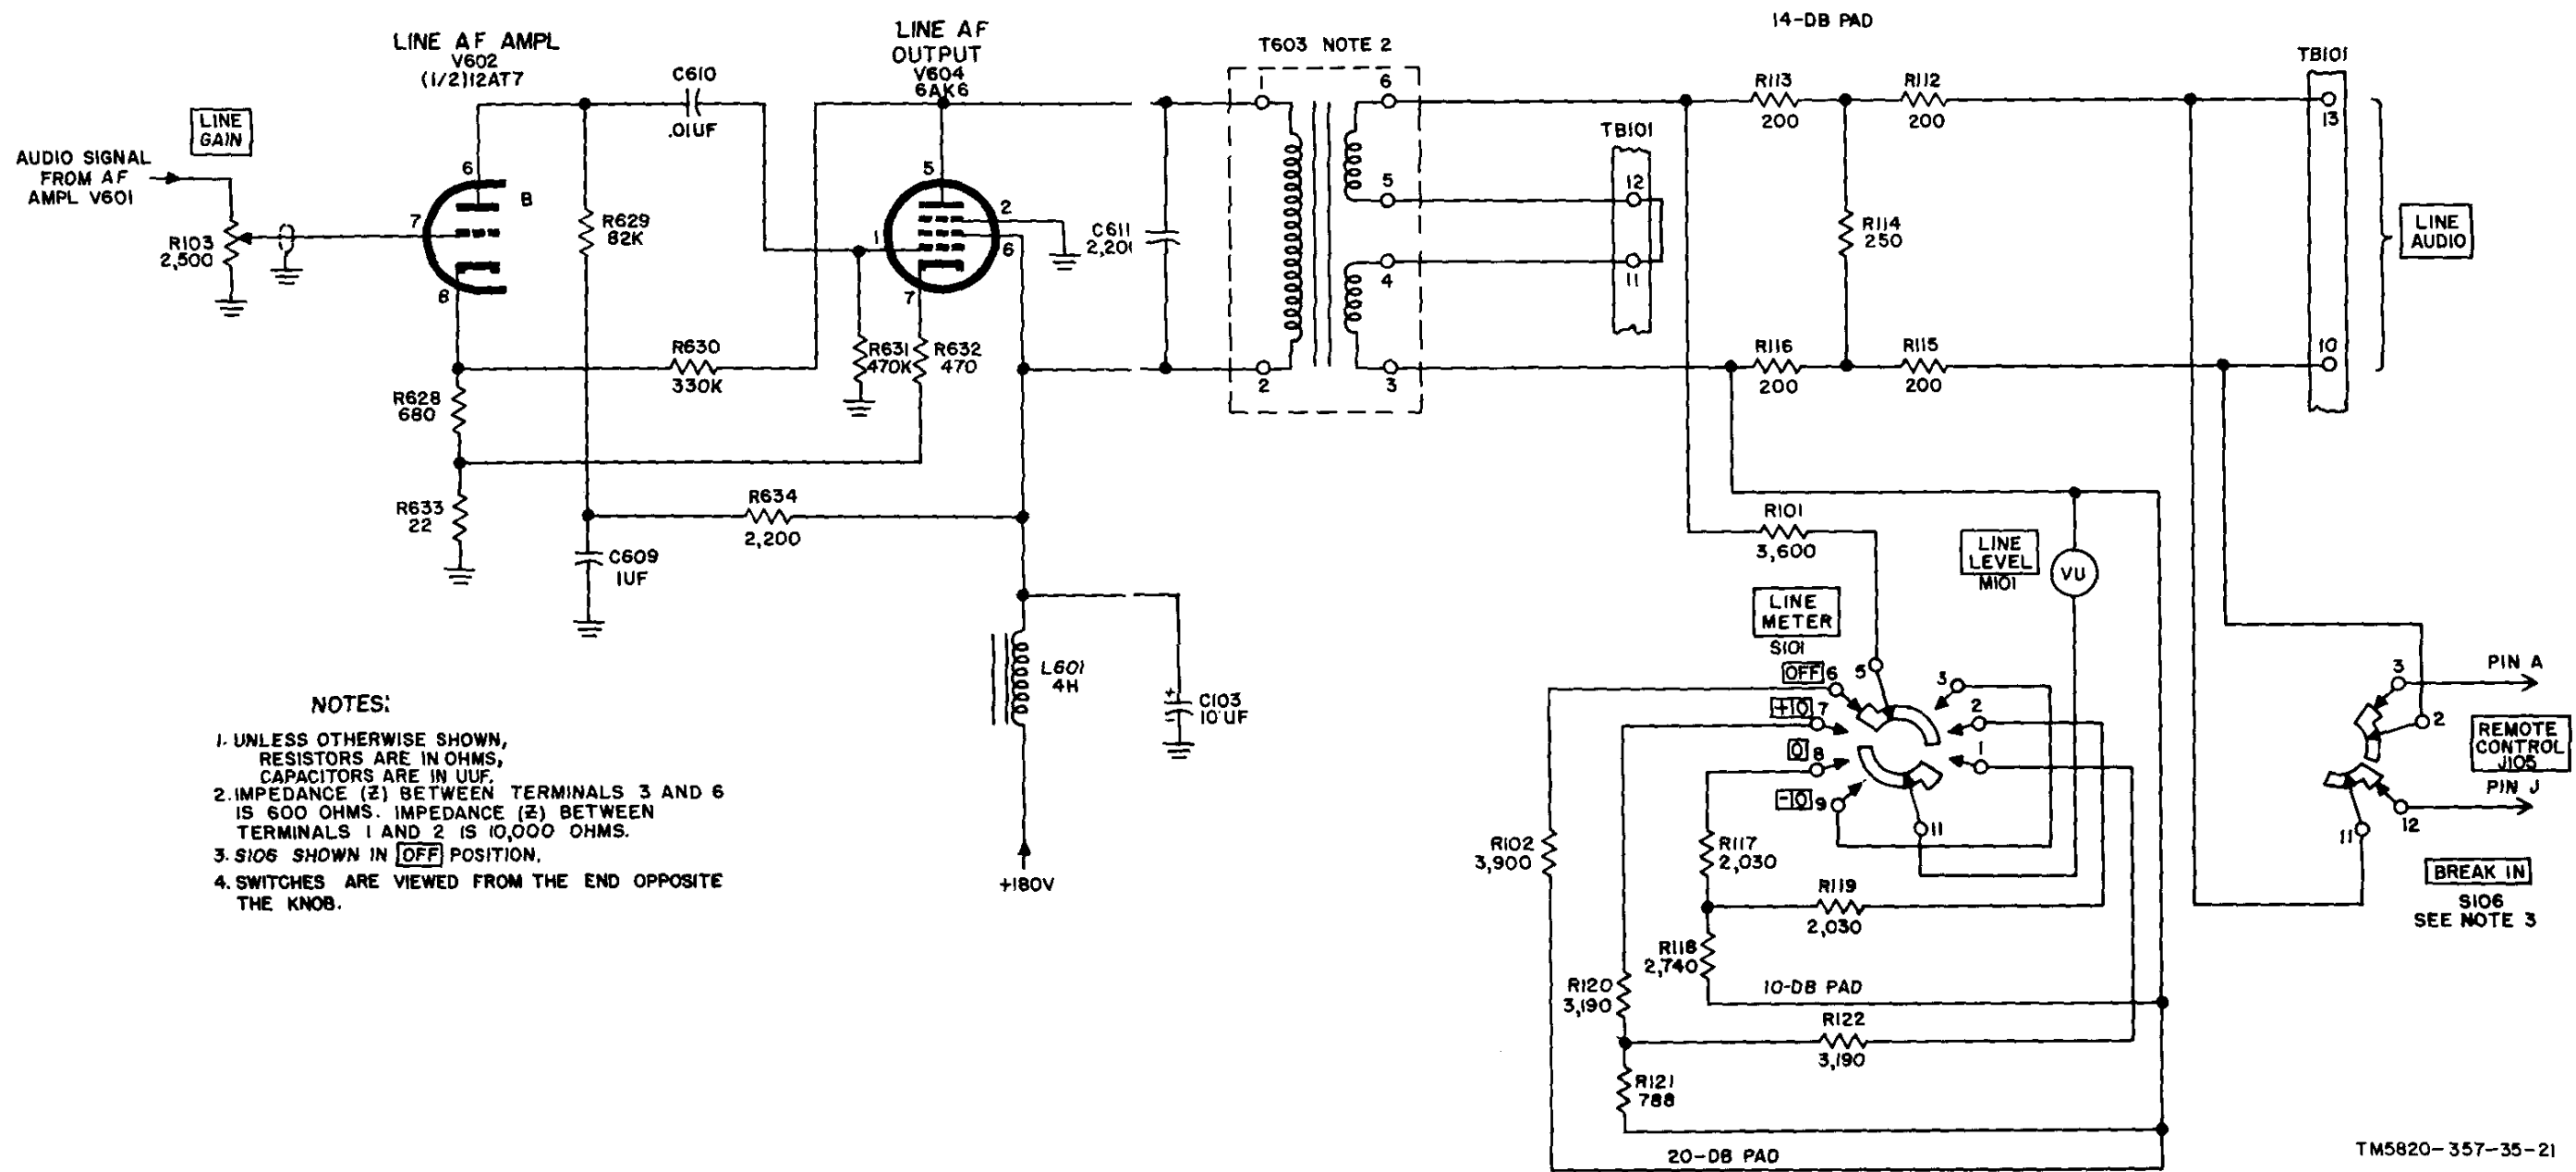 14-DB PAD
LINE AF AMPL
V602
(1/2)12AT7
LINE AF
OUTPUT
V604
6AK6
C610
.01UF
T603 NOTE 2
TB101
LINE
GAIN
AUDIO SIGNAL
FROM AF
AMPL V601
R103
2,500
6
7
8
B
R629
82K
5
1
2
6
7
C611
2,20
1
2
6
5
4
3
TB101
12
11
R113
200
R112
200
R114
250
R116
200
R115
200
13
10
LINE
AUDIO
R630
330K
R631
470K
R632
470
R628
680
R633
22
R634
2,200
C609
1UF
L601
4H
C103
10 UF
+180V
R101
3,600
LINE
LEVEL
M101
VU
LINE
METER
S101
OFF 6
+10 7
0 8
-10 9
5
3
2
1
11
R102
3,900
R117
2,030
R119
2,030
R118
2,740
10-DB PAD
R120
3,190
R122
3,190
R121
788
20-DB PAD
3
PIN A
2
REMOTE
CONTROL
J105
PIN J
12
11
BREAK IN
S106
SEE NOTE 3
NOTES:
1. UNLESS OTHERWISE SHOWN,
RESISTORS ARE IN OHMS,
CAPACITORS ARE IN UUF.
2. IMPEDANCE (Z) BETWEEN TERMINALS 3 AND 6
IS 600 OHMS. IMPEDANCE (Z) BETWEEN
TERMINALS 1 AND 2 IS 10,000 OHMS.
3. S106 SHOWN IN OFF POSITION.
4. SWITCHES ARE VIEWED FROM THE END OPPOSITE
THE KNOB.
TM5820-357-35-21